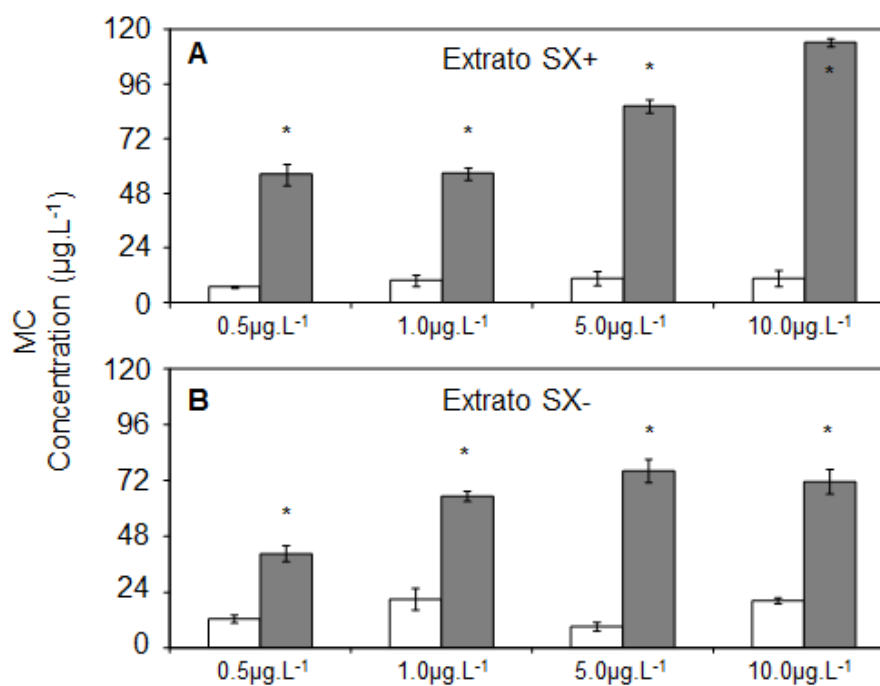 MC
Concentration (µg.L⁻¹)
A
Extrato SX+
120
96
72
48
24
0
*
*
*
*
0.5µg.L⁻¹
1.0µg.L⁻¹
5.0µg.L⁻¹
10.0µg.L⁻¹
B
Extrato SX-
120
96
72
48
24
0
*
*
*
*
0.5µg.L⁻¹
1.0µg.L⁻¹
5.0µg.L⁻¹
10.0µg.L⁻¹